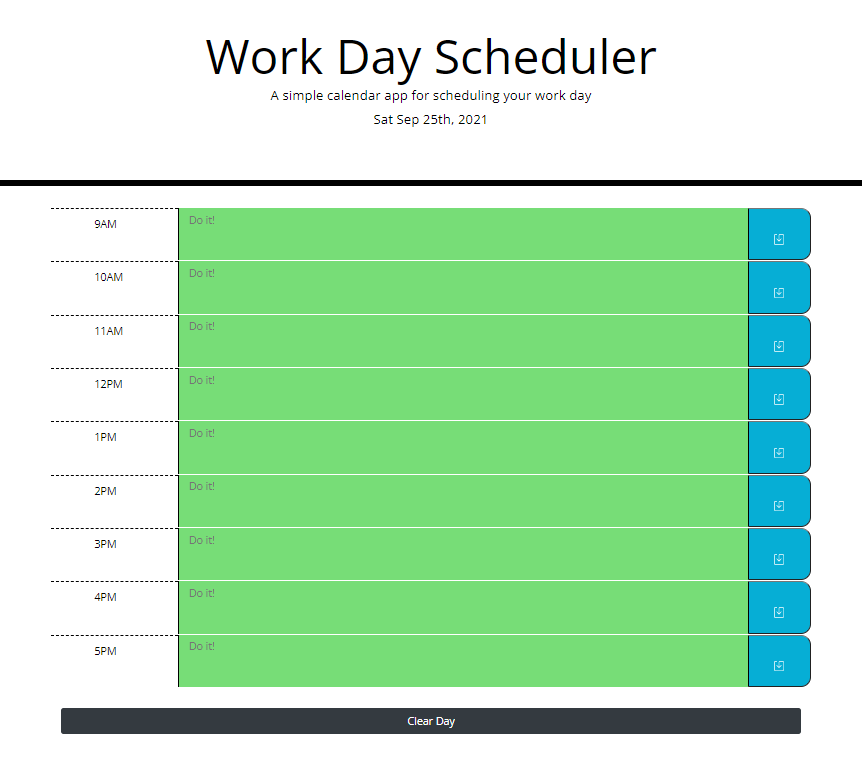 Work Day Scheduler
A simple calendar app for scheduling your work day
Sat Sep 25th, 2021
9AM Do it!
10AM Do it!
11AM Do it!
12PM Do it!
1PM Do it!
2PM Do it!
3PM Do it!
4PM Do it!
5PM Do it!
Clear Day